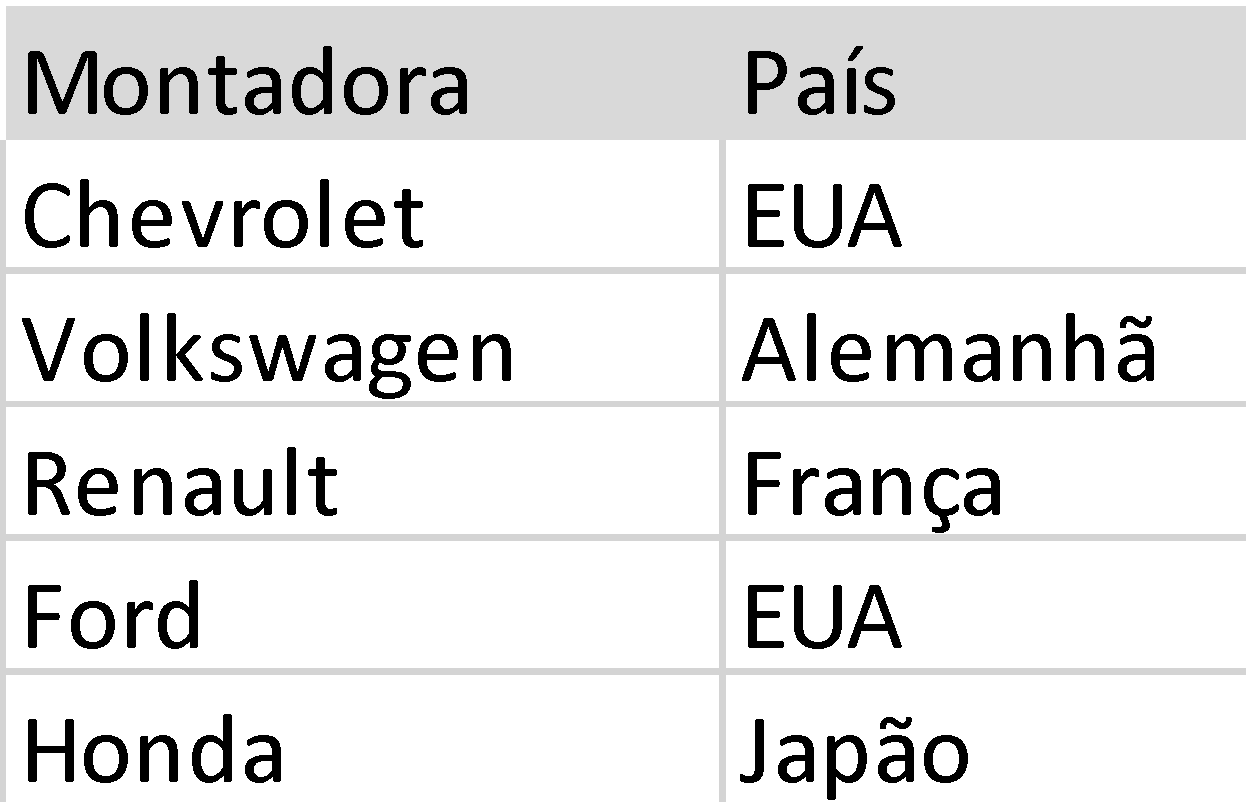 Montadora País
Chevrolet EUA
Volkswagen Alemanhã
Renault França
Ford EUA
Honda Japão